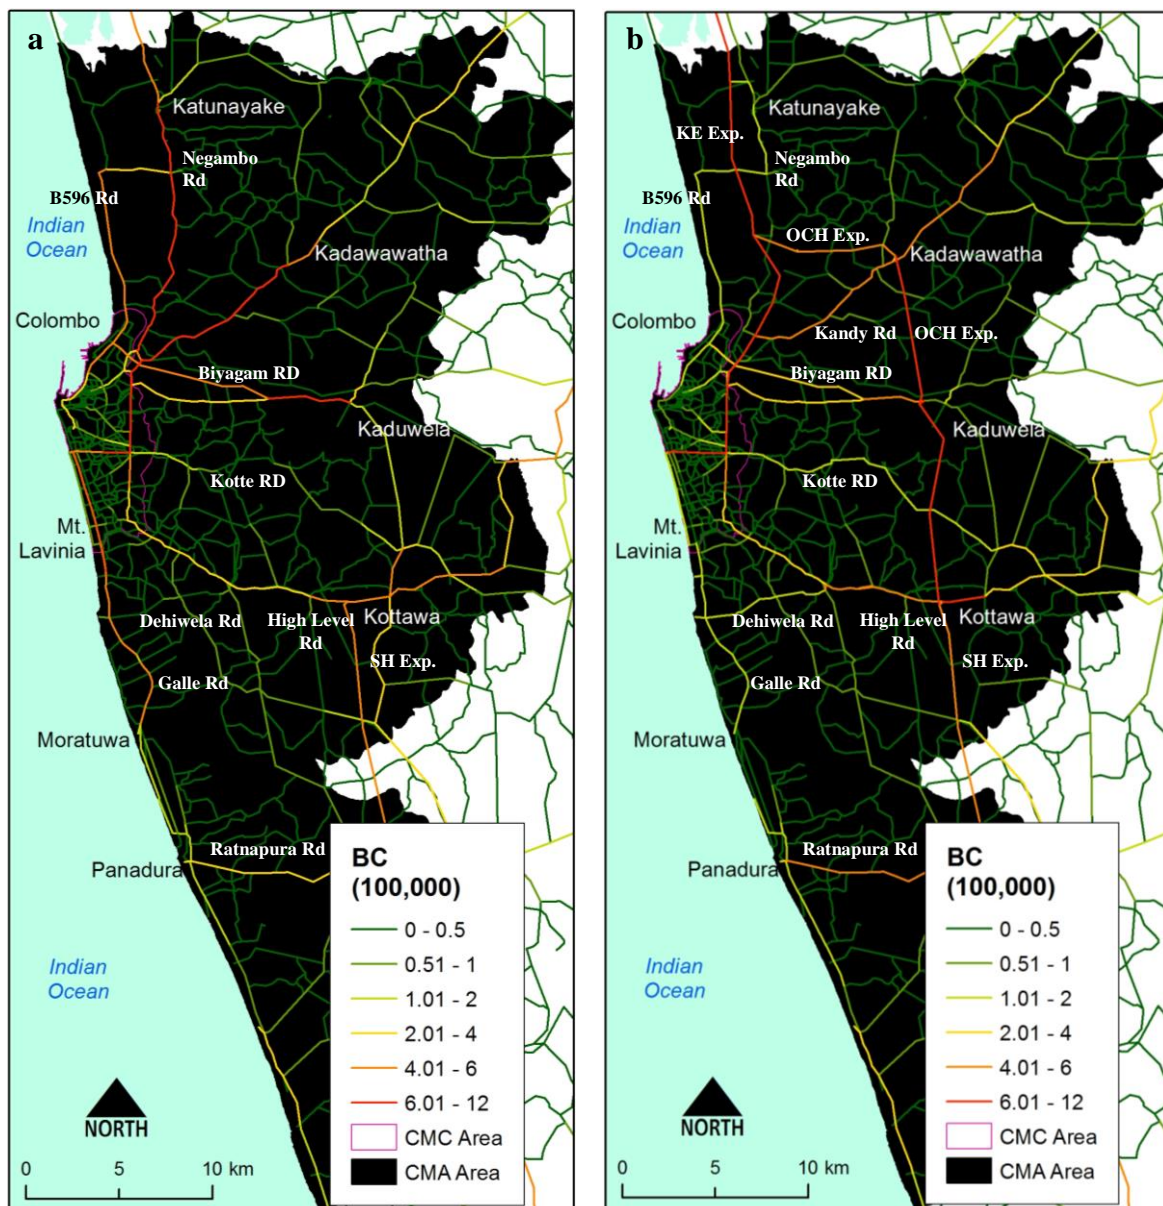 a
Katunayake
Negambo
Rd
B596 Rd
Indian
Ocean
Kadawawatha
Colombo
Biyagam RD
Kaduwela
Kotte RD
Mt.
Lavinia
Dehiwela Rd
High Level
Rd
Kottawa
SH Exp.
Galle Rd
Moratuwa
Ratnapura Rd
Panadura
Indian
Ocean
NORTH
0 5 10 km
BC
(100,000)
0 - 0.5
0.51 - 1
1.01 - 2
2.01 - 4
4.01 - 6
6.01 - 12
CMC Area
CMA Area
b
Katunayake
KE Exp.
Negambo
Rd
B596 Rd
Indian
Ocean
OCH Exp.
Kadawawatha
Colombo
Kandy Rd
OCH Exp.
Biyagam RD
Kaduwela
Kotte RD
Mt.
Lavinia
Dehiwela Rd
High Level
Rd
Kottawa
SH Exp.
Galle Rd
Moratuwa
Ratnapura Rd
Panadura
Indian
Ocean
NORTH
0 5 10 km
BC
(100,000)
0 - 0.5
0.51 - 1
1.01 - 2
2.01 - 4
4.01 - 6
6.01 - 12
CMC Area
CMA Area